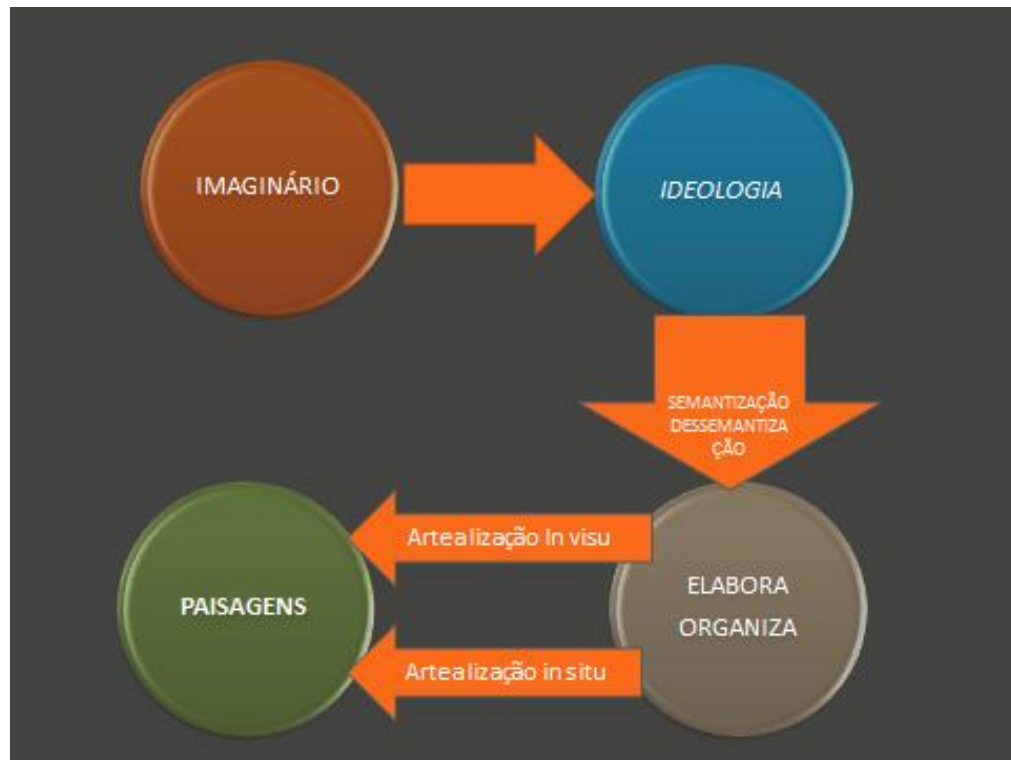 IMAGINÁRIO
IDEOLOGIA
SEMANTIZAÇÃO
DESSEMANTIZA
ÇÃO
Artealização In visu
ELABORA
ORGANIZA
PAISAGENS
Artealização in situ